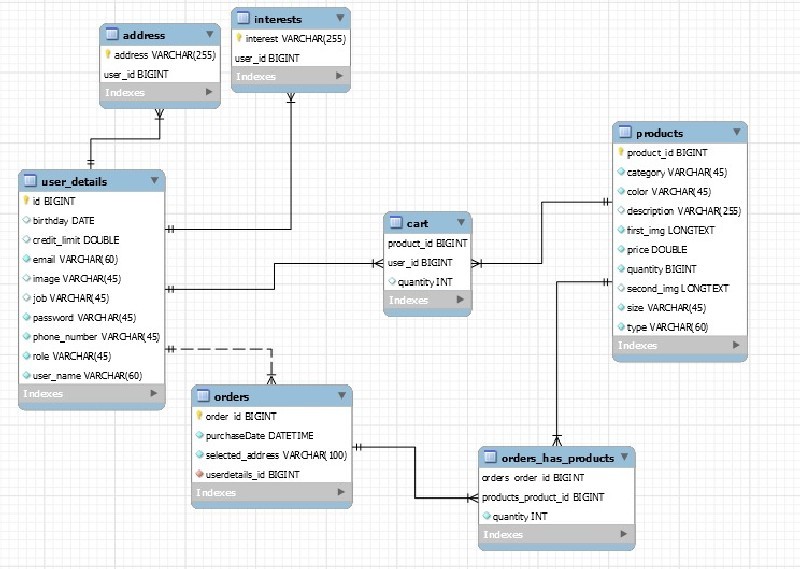 address
address VARCHAR(255)
user_id BIGINT
Indexes
interests
interest VARCHAR(255)
user_id BIGINT
Indexes
user_details
id BIGINT
birthday DATE
credit_limit DOUBLE
email VARCHAR(60)
image VARCHAR(45)
job VARCHAR(45)
password VARCHAR(45)
phone_number VARCHAR(45)
role VARCHAR(45)
user_name VARCHAR(60)
Indexes
cart
product_id BIGINT
user_id BIGINT
quantity INT
Indexes
products
product_id BIGINT
category VARCHAR(45)
color VARCHAR(45)
description VARCHAR(255)
first_img LONGTEXT
price DOUBLE
quantity BIGINT
second_img LONGTEXT
size VARCHAR(45)
type VARCHAR(60)
Indexes
orders
order_id BIGINT
purchaseDate DATETIME
selected_address VARCHAR(100)
userdetails_id BIGINT
Indexes
orders_has_products
orders_order_id BIGINT
products_product_id BIGINT
quantity INT
Indexes